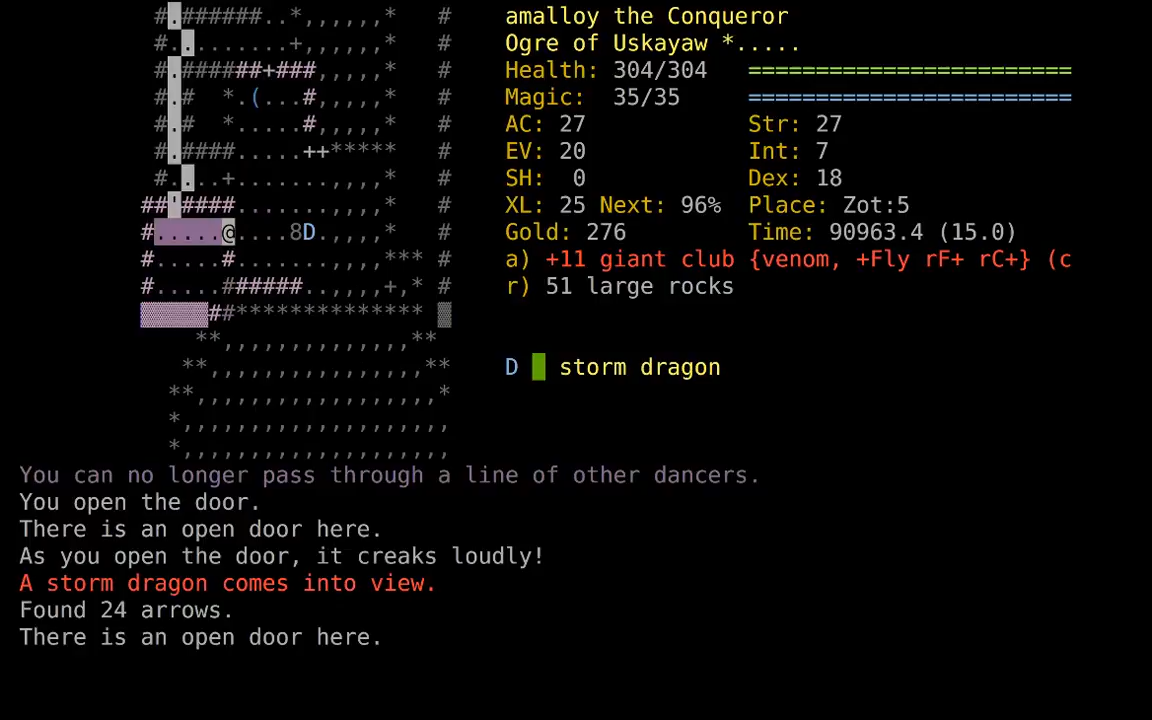 #.######..*,,,,,,* #
#..........+,,,,,,* #
#.#######+###,,,,,* #
#.# *.(...#,,,,,* #
#.# *.....#,,,,,* #
#.####.....++***** #
#....+.......,,,,* #
##'####......,,,,* #
#.....@....8D.,,,,* #
#.....#.......,,,,*** #
#.....######..,,,,+,* #
##**************
**,,,,,,,,,,,,,,**
**,,,,,,,,,,,,,,,,**
**,,,,,,,,,,,,,,,,,*
*,,,,,,,,,,,,,,,,,,,
*,,,,,,,,,,,,,,,,,,,
amalloy the Conqueror
Ogre of Uskayaw *.....
Health: 304/304 ========================
Magic: 35/35 ========================
AC: 27 Str: 27
EV: 20 Int: 7
SH: 0 Dex: 18
XL: 25 Next: 96% Place: Zot:5
Gold: 276 Time: 90963.4 (15.0)
a) +11 giant club {venom, +Fly rF+ rC+} (c
r) 51 large rocks
D storm dragon
You can no longer pass through a line of other dancers.
You open the door.
There is an open door here.
As you open the door, it creaks loudly!
A storm dragon comes into view.
Found 24 arrows.
There is an open door here.